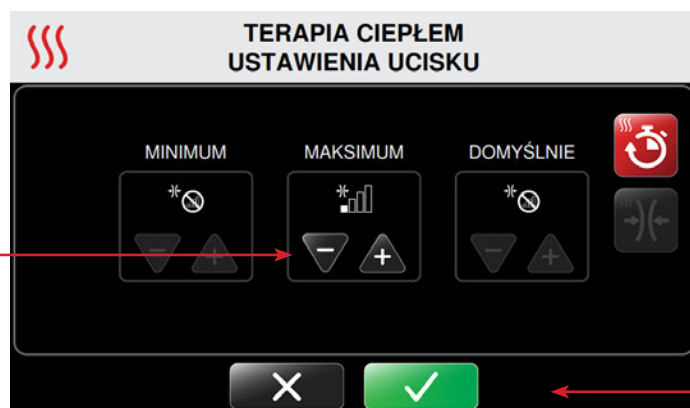 TERAPIA CIEPŁEM
USTAWIENIA UCISKU
MINIMUM
MAKSIMUM
DOMYŚLNIE